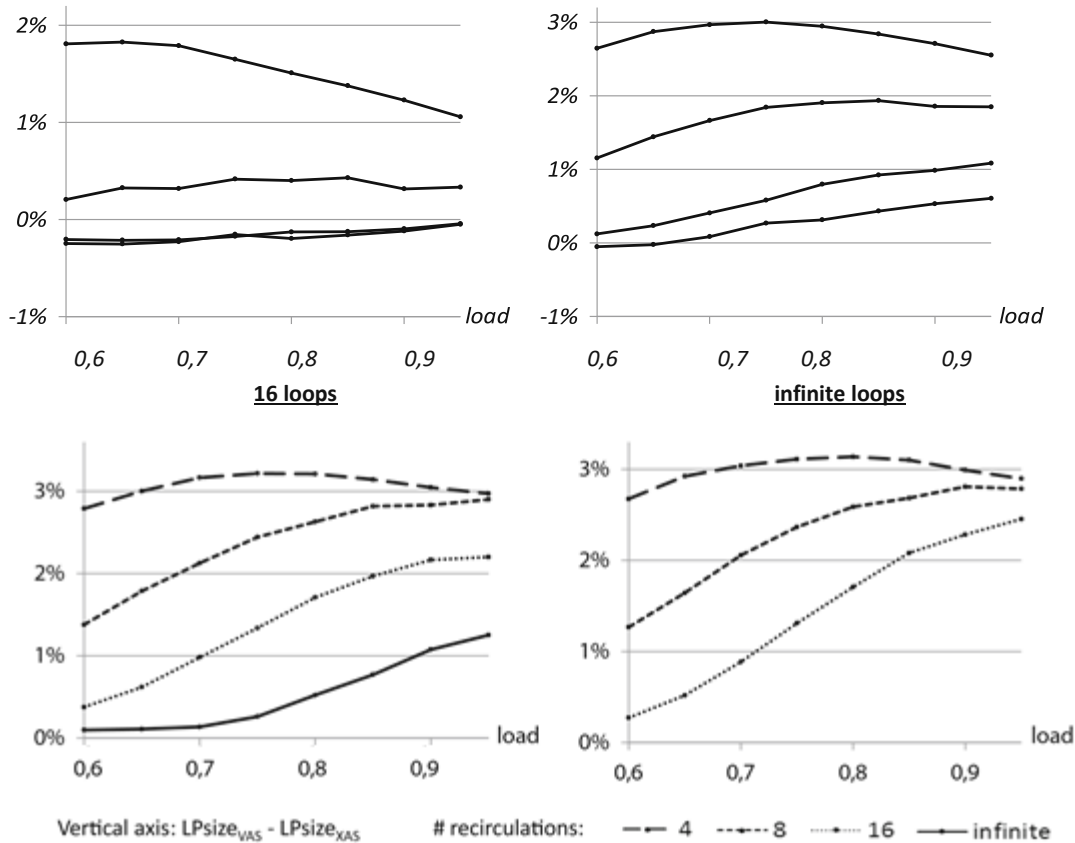 2%
1%
0%
-1%
load
0,6 0,7 0,8 0,9
16 loops
3%
2%
1%
0%
-1%
load
0,6 0,7 0,8 0,9
infinite loops
3%
2%
1%
0%
load
0,6 0,7 0,8 0,9
3%
2%
1%
0%
load
0,6 0,7 0,8 0,9
Vertical axis: LPsizeVAS - LPsizeXAS
# recirculations: 4 8 16 infinite